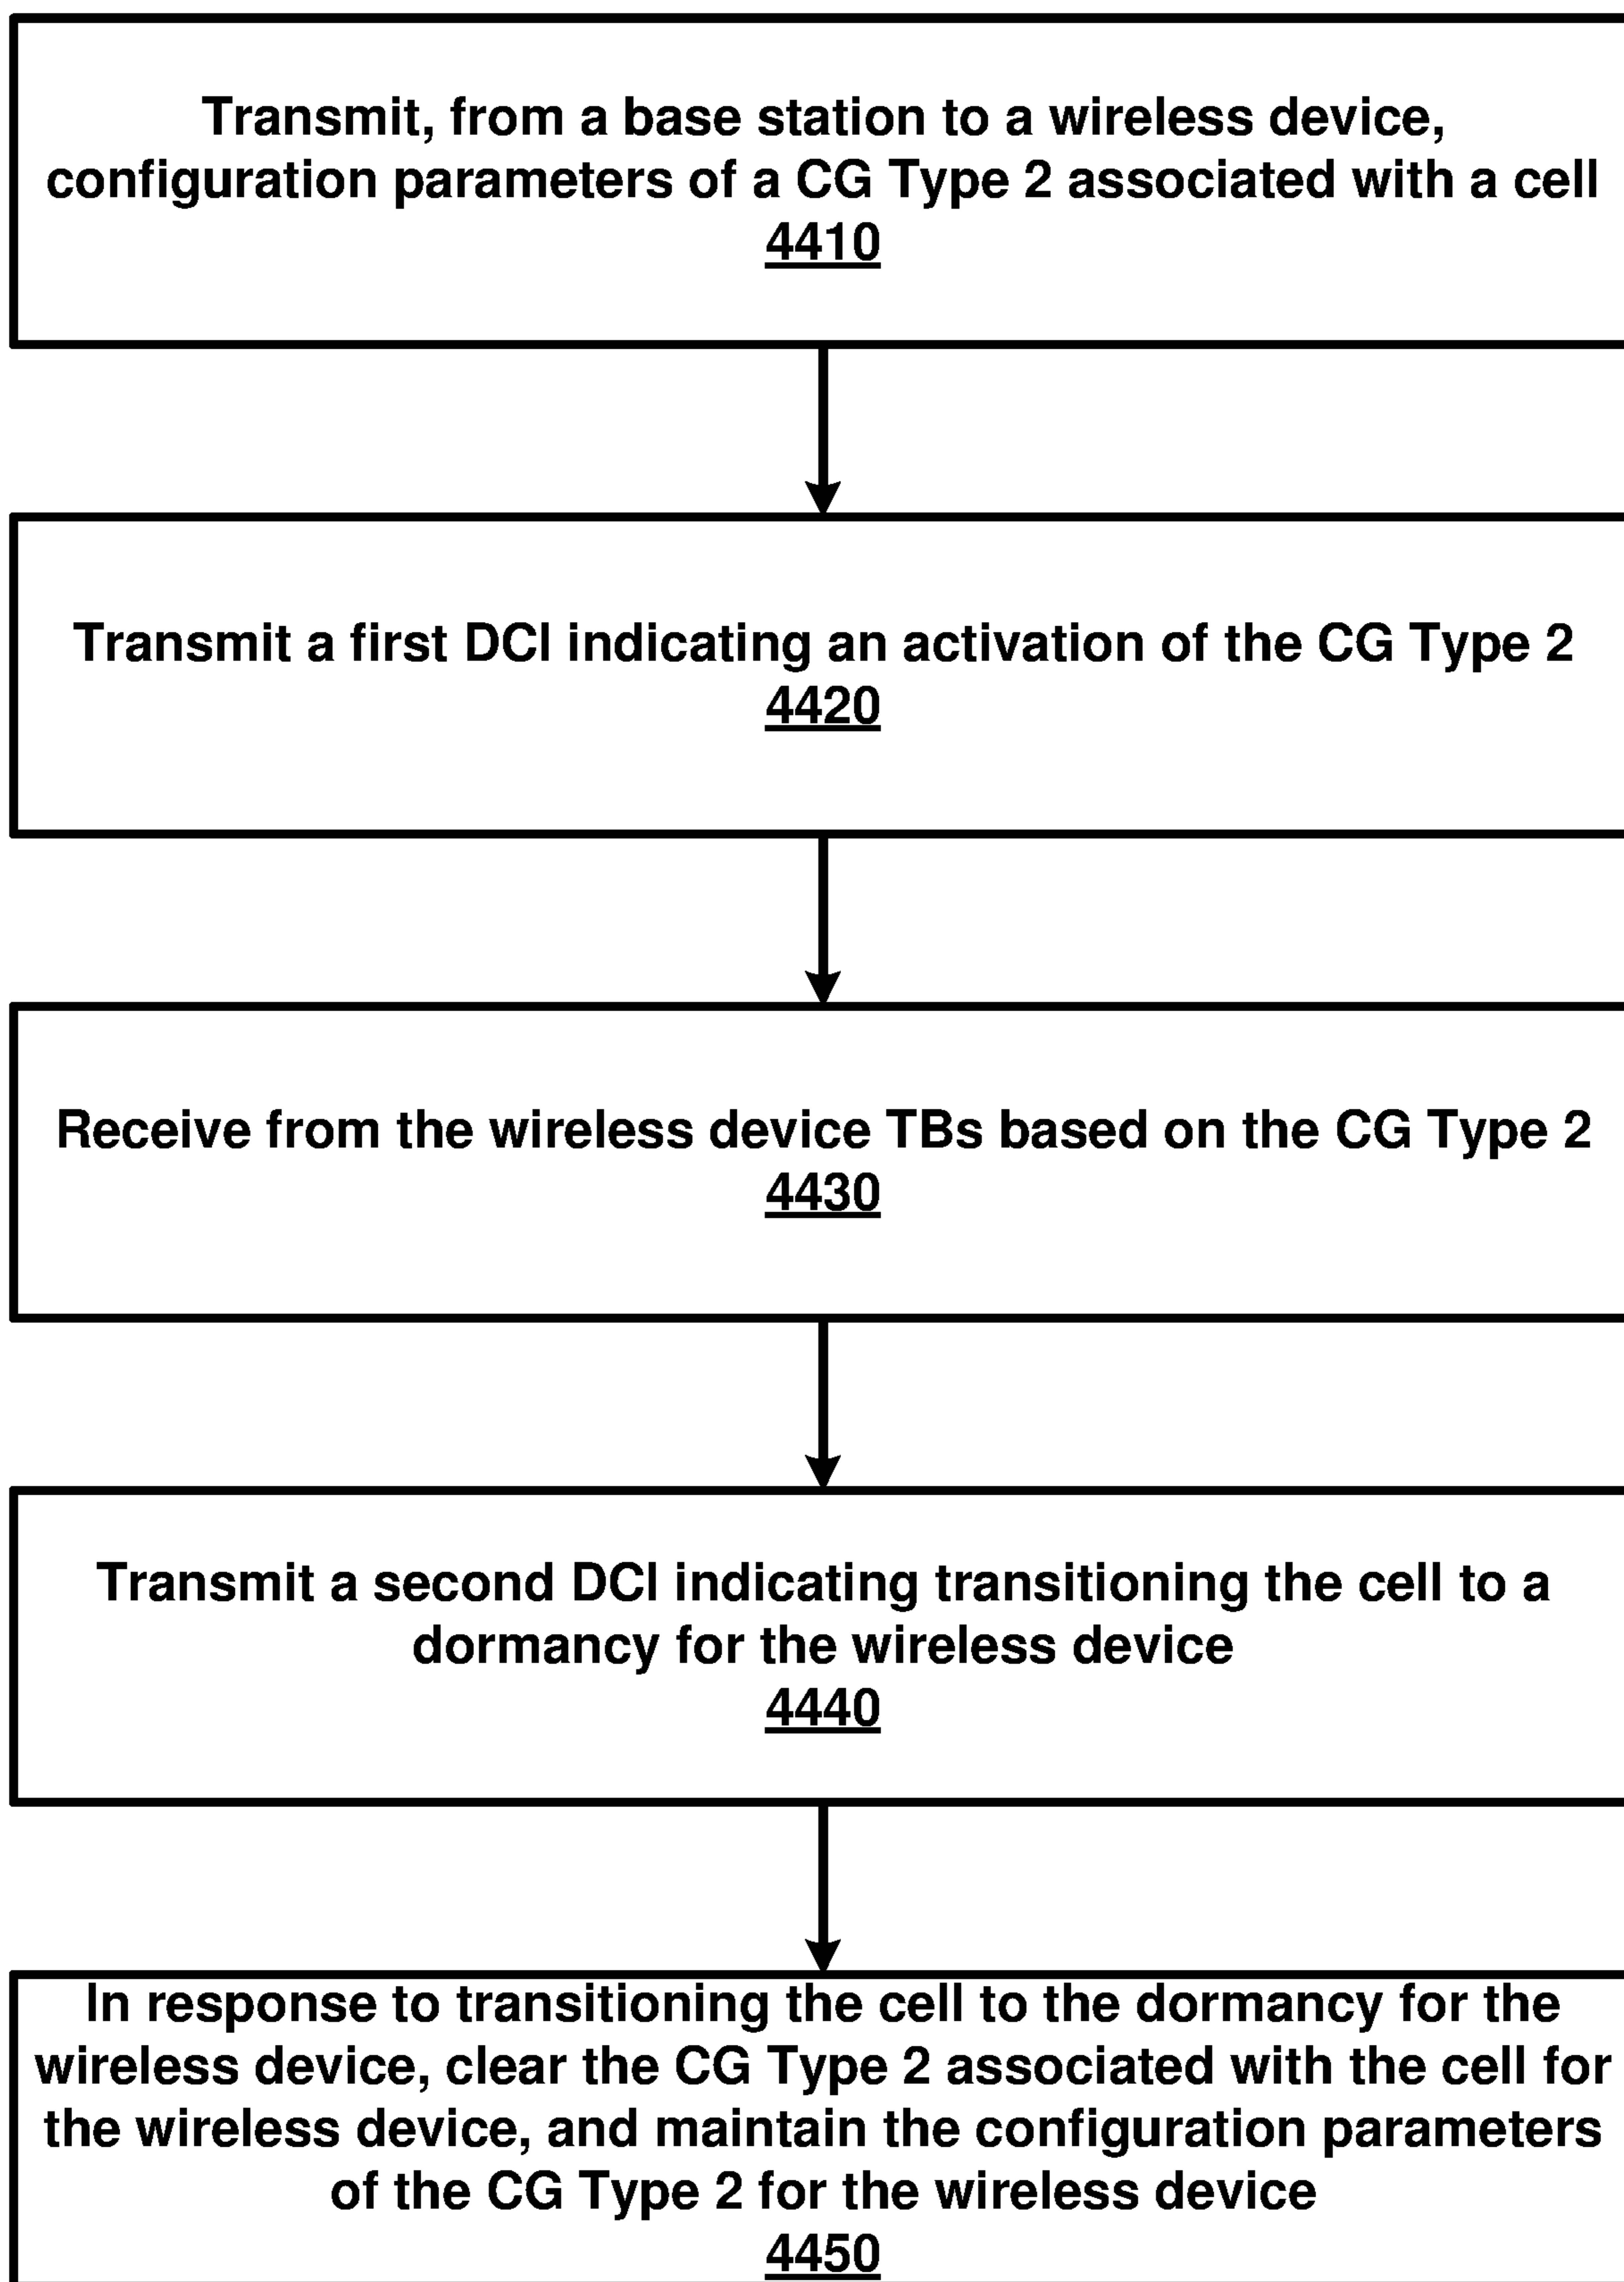 Transmit, from a base station to a wireless device,
configuration parameters of a CG Type 2 associated with a cell
4410
Transmit a first DCI indicating an activation of the CG Type 2
4420
Receive from the wireless device TBs based on the CG Type 2
4430
Transmit a second DCI indicating transitioning the cell to a
dormancy for the wireless device
4440
In response to transitioning the cell to the dormancy for the
wireless device, clear the CG Type 2 associated with the cell for
the wireless device, and maintain the configuration parameters
of the CG Type 2 for the wireless device
4450